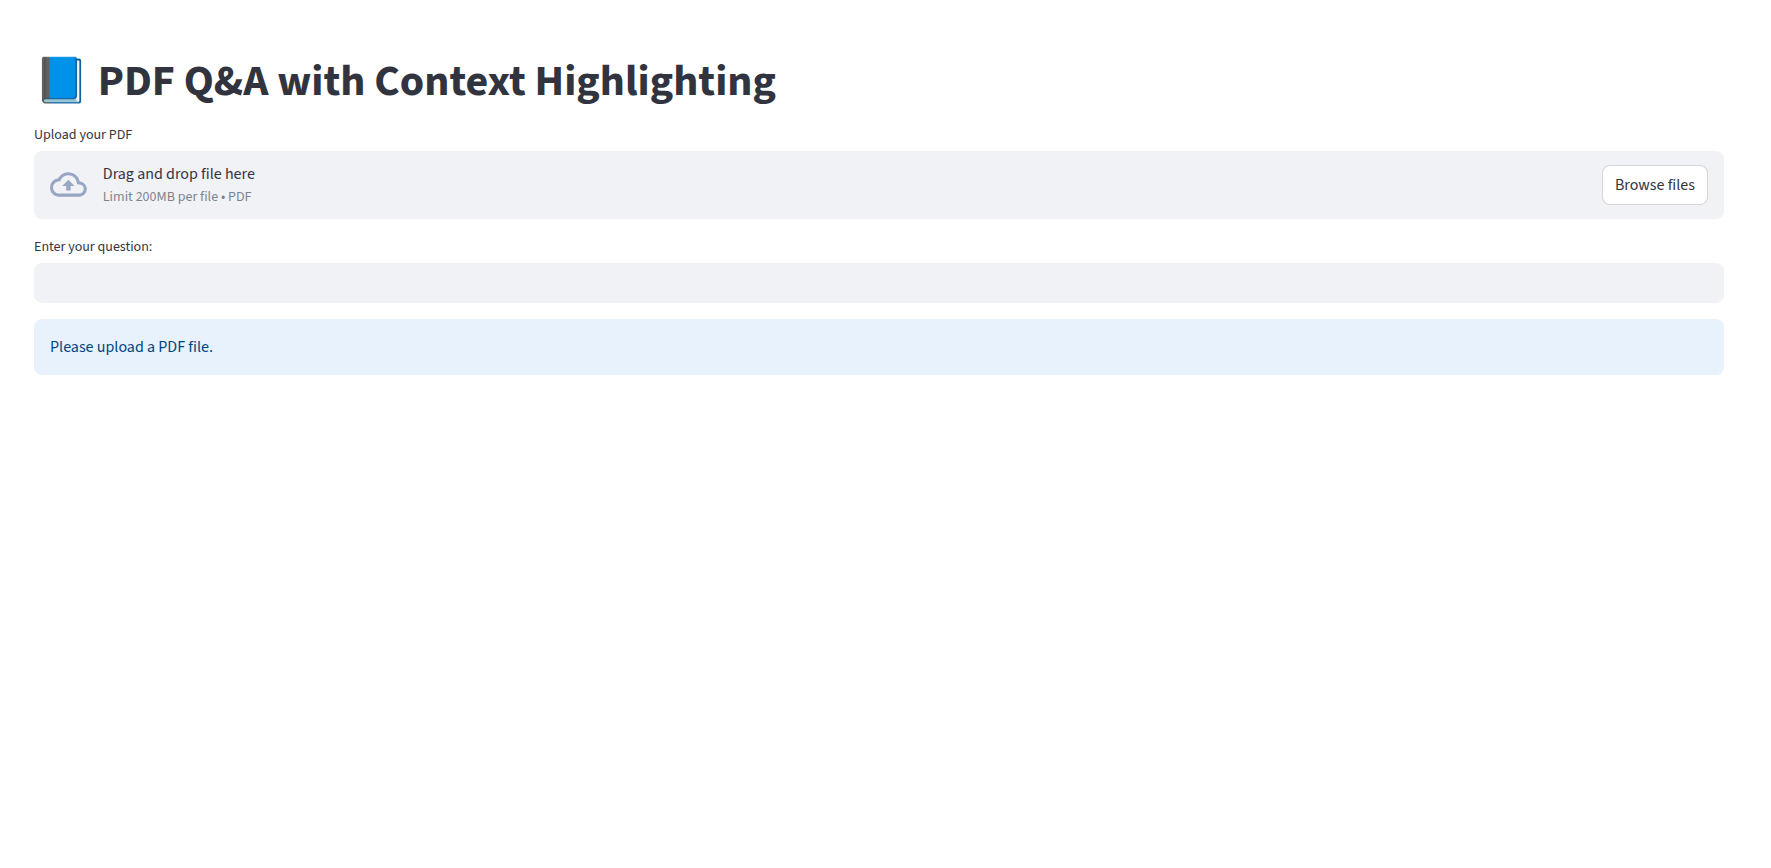 PDF Q&A with Context Highlighting
Upload your PDF
Drag and drop file here
Limit 200MB per file • PDF
Browse files
Enter your question:
Please upload a PDF file.